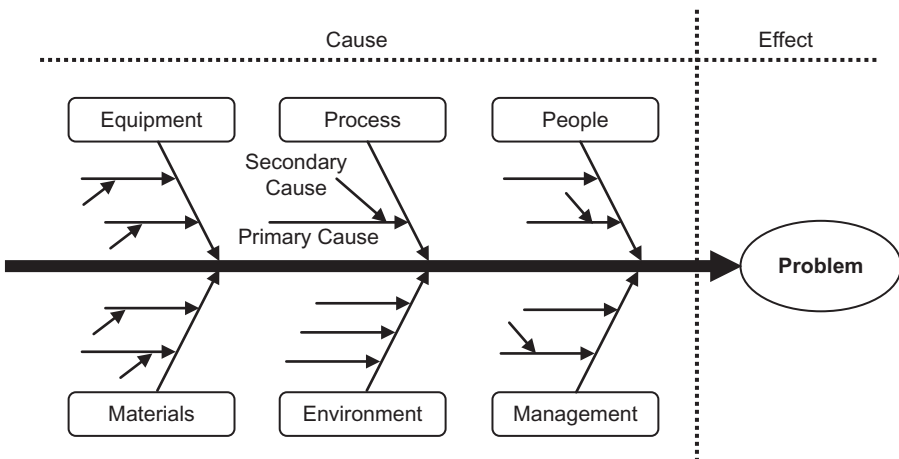 Cause
Effect
Equipment
Process
People
Secondary
Cause
Primary Cause
Problem
Materials
Environment
Management